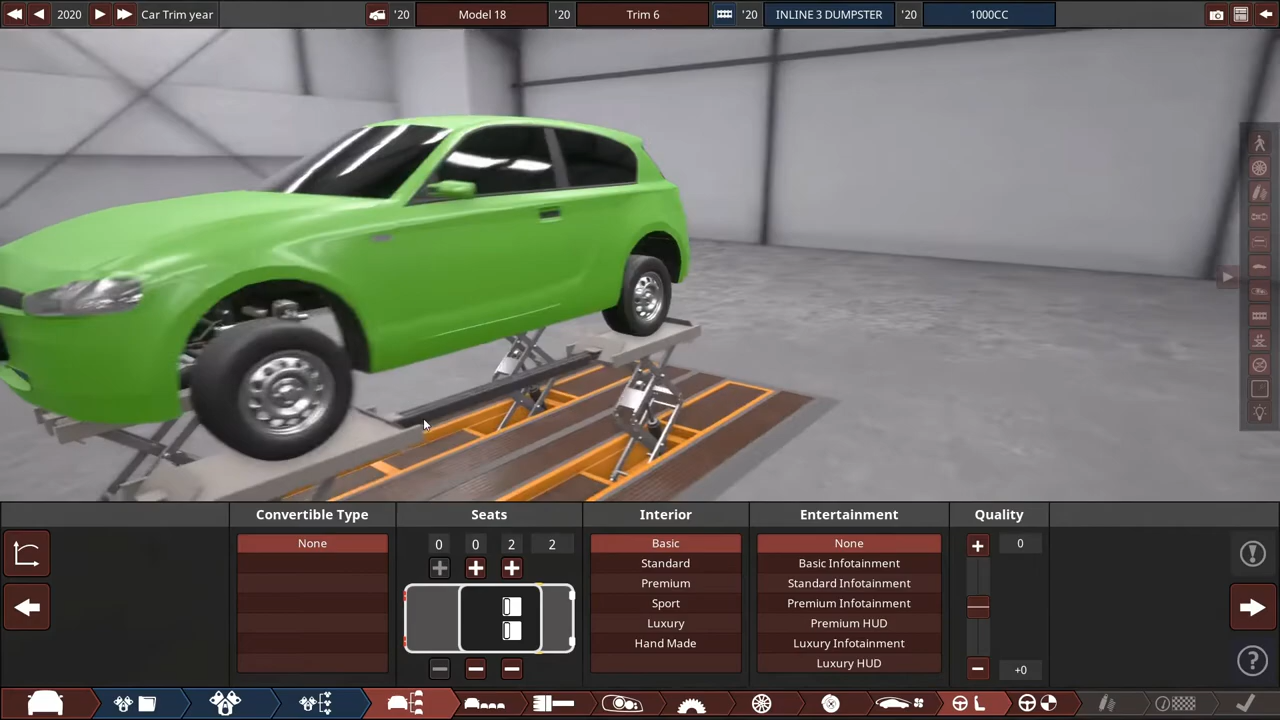 2020 Car Trim year '20 Model 18 '20 Trim 6 '20 INLINE 3 DUMPSTER '20 1000CC
Convertible Type Seats Interior Entertainment Quality
None 0 0 2 2 Basic None 0
Standard Basic Infotainment
Premium Standard Infotainment
Sport Premium Infotainment
Luxury Premium HUD
Hand Made Luxury Infotainment
Luxury HUD +0